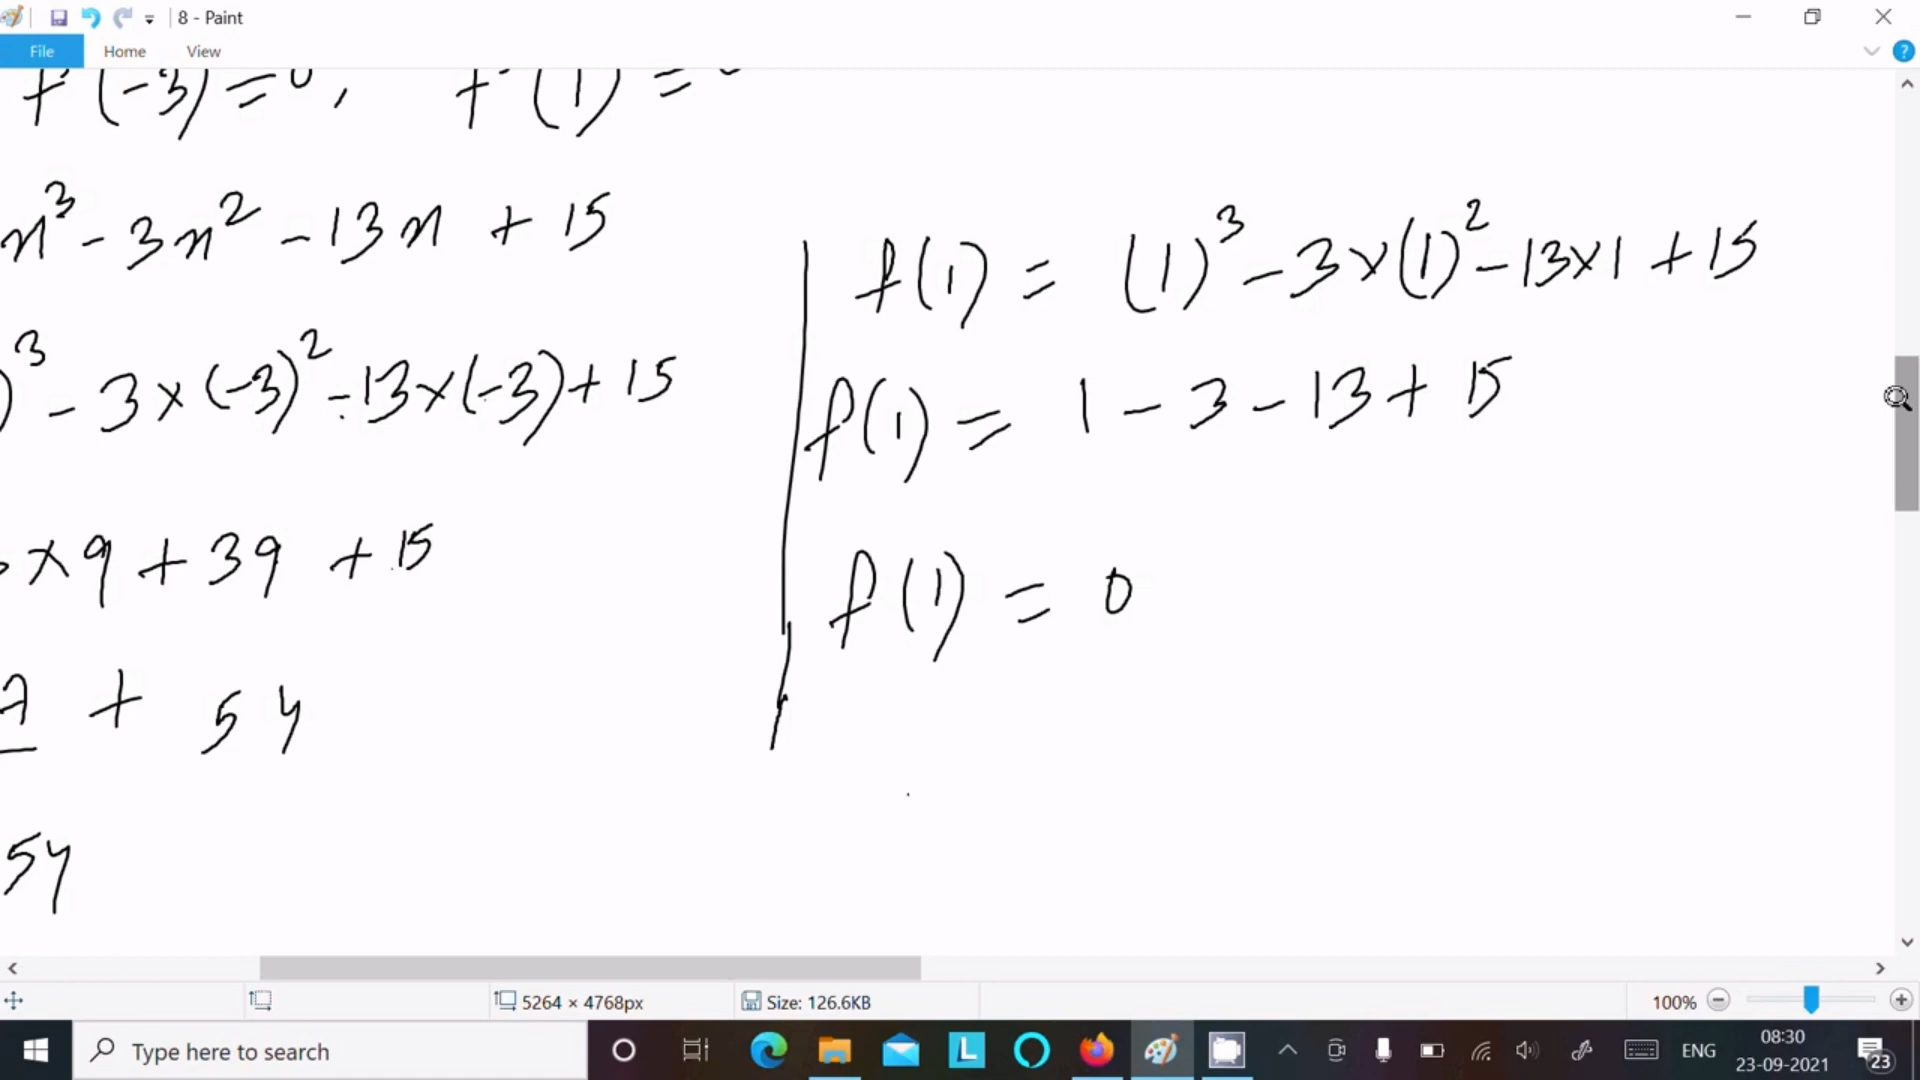 8 - Paint
File Home View
f(-3)=0, f(1)=
x³ - 3x² - 13x + 15
)³ - 3×(-3)² - 13×(-3) + 15
×9 + 39 + 15
+ 54
54
f(1) = (1)³ - 3×(1)² - 13×1 + 15
f(1) = 1 - 3 - 13 + 15
f(1) = 0
5264 × 4768px Size: 126.6KB 100%
Type here to search
ENG
08:30
23-09-2021
23